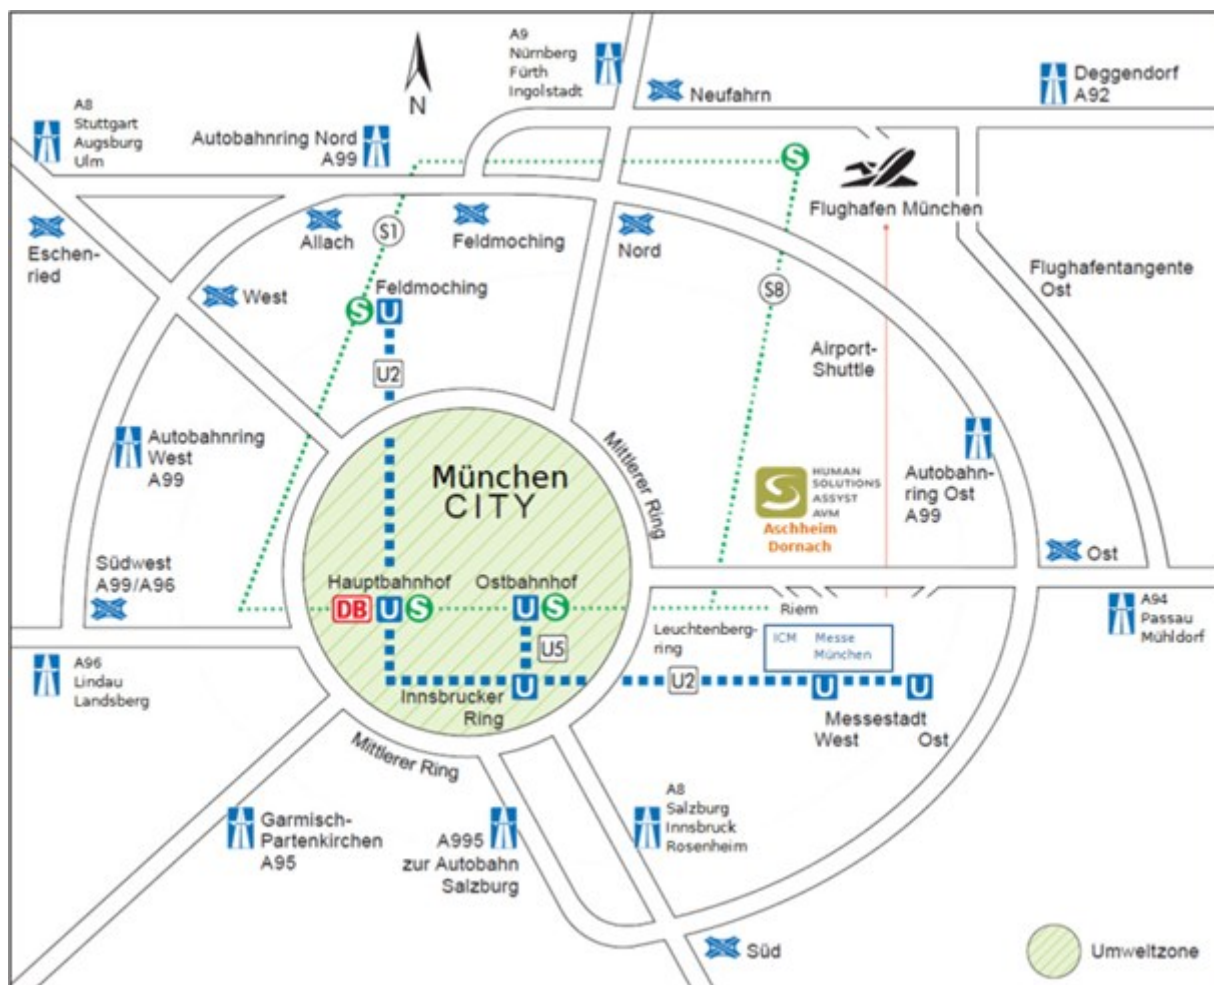 A9
Nürnberg
Fürth
Ingolstadt
Neufahrn
Deggendorf
A92
A8
Stuttgart
Augsburg
Ulm
N
Autobahnring Nord
A99
S
Flughafen München
Eschen-
ried
Allach
S1
Feldmoching
Nord
Flughafentangente
Ost
West
Feldmoching
S
U
S8
U2
Airport-
Shuttle
Autobahnring
West
A99
München
CITY
Mittlerer Ring
HUMAN
SOLUTIONS
ASSYST
AVM
Aschheim
Dornach
Autobahn-
ring Ost
A99
Südwest
A99/A96
Ost
Hauptbahnhof
DB
U
S
Ostbahnhof
U
S
Riem
A94
Passau
Mühldorf
U5
Leuchtenberg-
ring
ICM Messe
München
A96
Lindau
Landsberg
Innsbrucker
Ring
U
U2
U
U
Messestadt
West Ost
Mittlerer Ring
Garmisch-
Partenkirchen
A95
A995
zur Autobahn
Salzburg
A8
Salzburg
Innsbruck
Rosenheim
Süd
Umweltzone